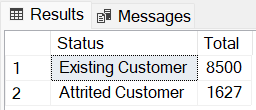 Results Messages
Status Total
1 Existing Customer 8500
2 Attrited Customer 1627